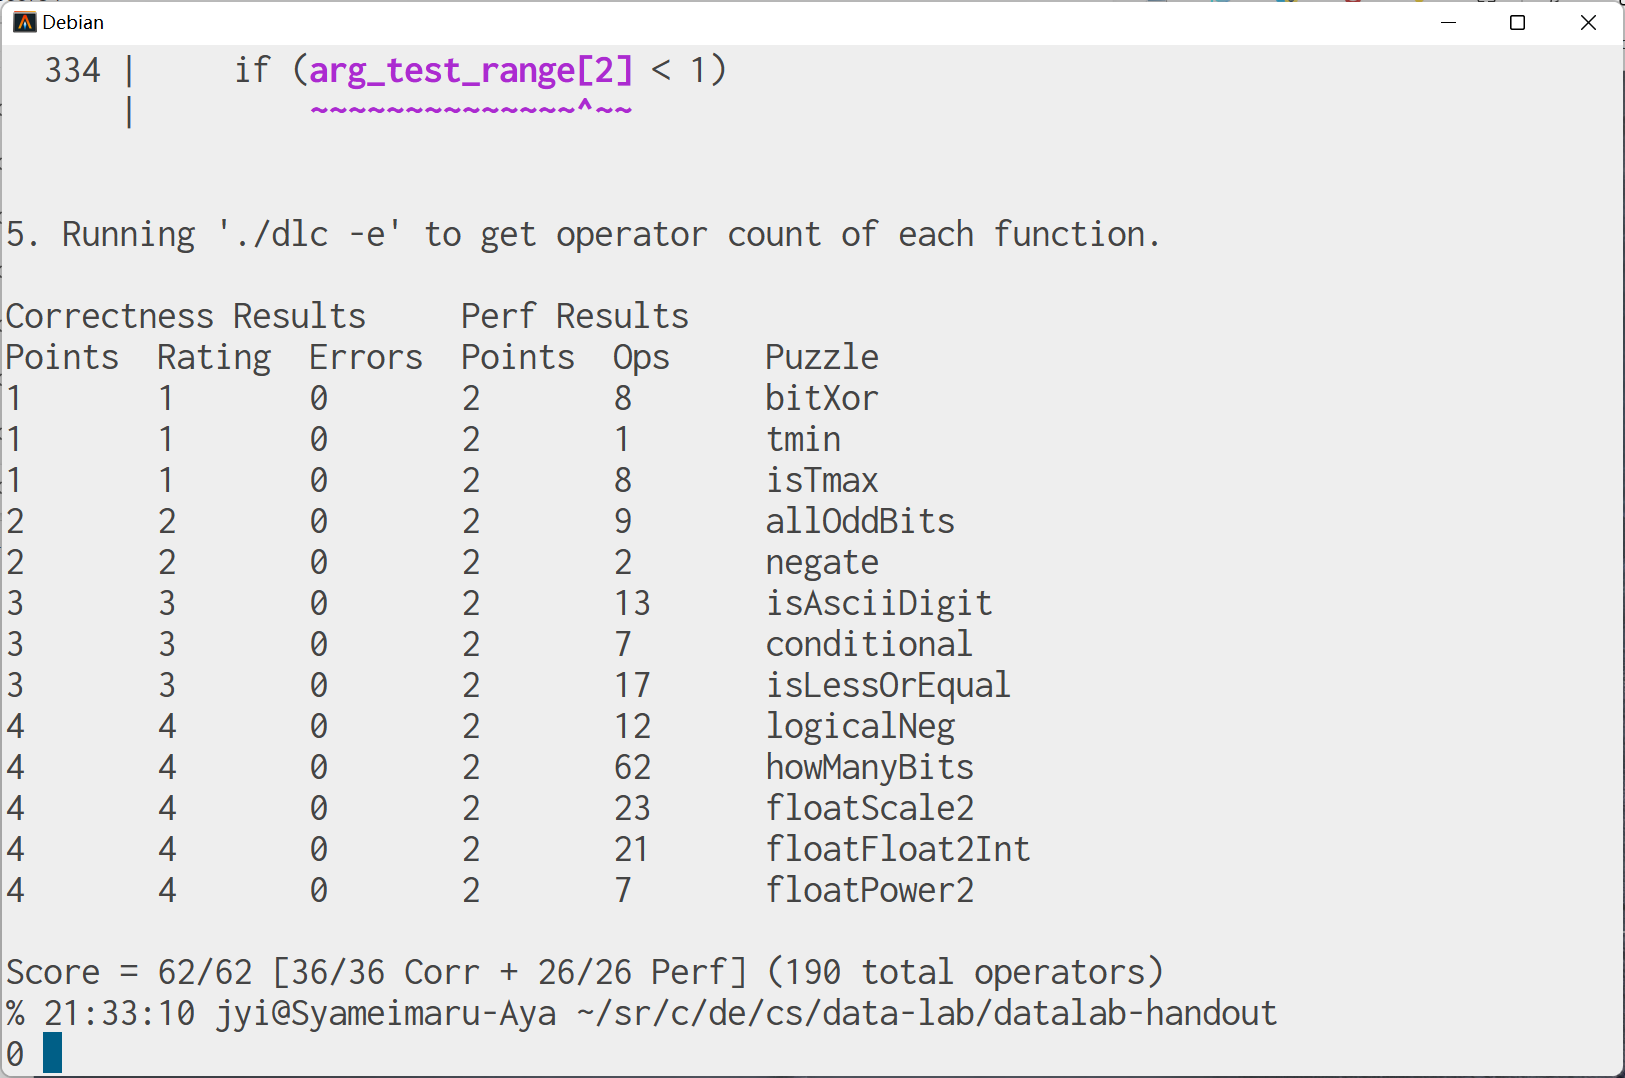 Debian
334 |     if (arg_test_range[2] < 1)
|         ~~~~~~~~~~~~~~^~~
5. Running './dlc -e' to get operator count of each function.
Correctness Results     Perf Results
Points  Rating  Errors  Points  Ops     Puzzle
1       1       0       2       8       bitXor
1       1       0       2       1       tmin
1       1       0       2       8       isTmax
2       2       0       2       9       allOddBits
2       2       0       2       2       negate
3       3       0       2       13      isAsciiDigit
3       3       0       2       7       conditional
3       3       0       2       17      isLessOrEqual
4       4       0       2       12      logicalNeg
4       4       0       2       62      howManyBits
4       4       0       2       23      floatScale2
4       4       0       2       21      floatFloat2Int
4       4       0       2       7       floatPower2
Score = 62/62 [36/36 Corr + 26/26 Perf] (190 total operators)
% 21:33:10 jyi@Syameimaru-Aya ~/sr/c/de/cs/data-lab/datalab-handout
0